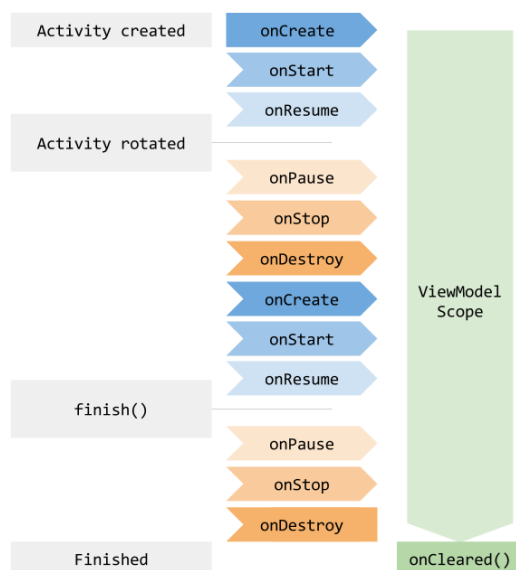 Activity created
onCreate
onStart
onResume
Activity rotated
onPause
onStop
onDestroy
onCreate
ViewModel
Scope
onStart
onResume
finish()
onPause
onStop
onDestroy
Finished
onCleared()